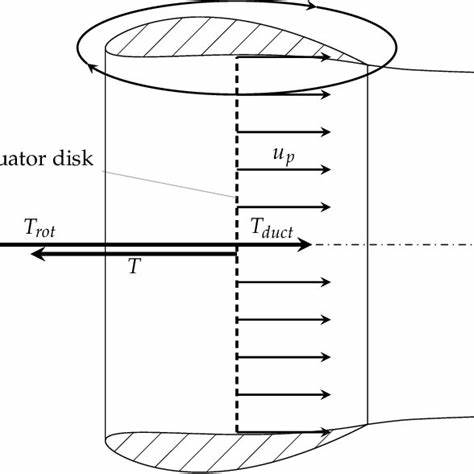 u_p
uator disk
T_rot
T_duct
T